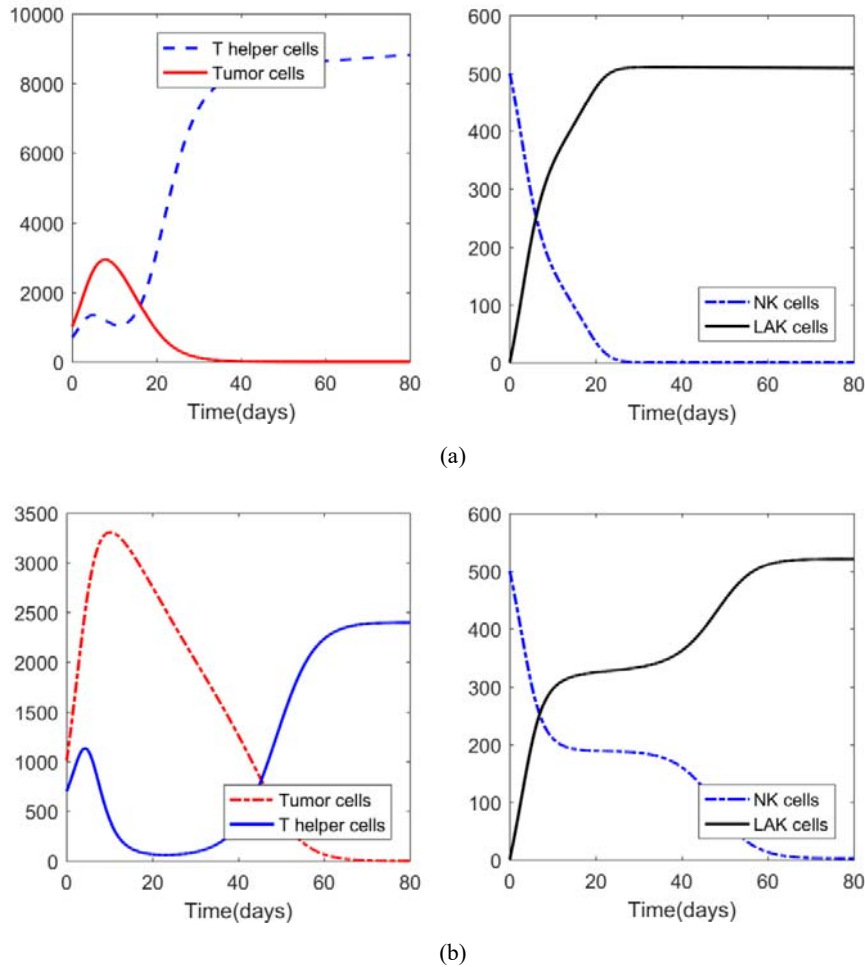 10000
8000
6000
4000
2000
0
T helper cells
Tumor cells
0 20 40 60 80
Time(days)
600
500
400
300
200
100
0
NK cells
LAK cells
0 20 40 60 80
Time(days)
(a)
3500
3000
2500
2000
1500
1000
500
0
Tumor cells
T helper cells
0 20 40 60 80
Time(days)
600
500
400
300
200
100
0
NK cells
LAK cells
0 20 40 60 80
Time(days)
(b)